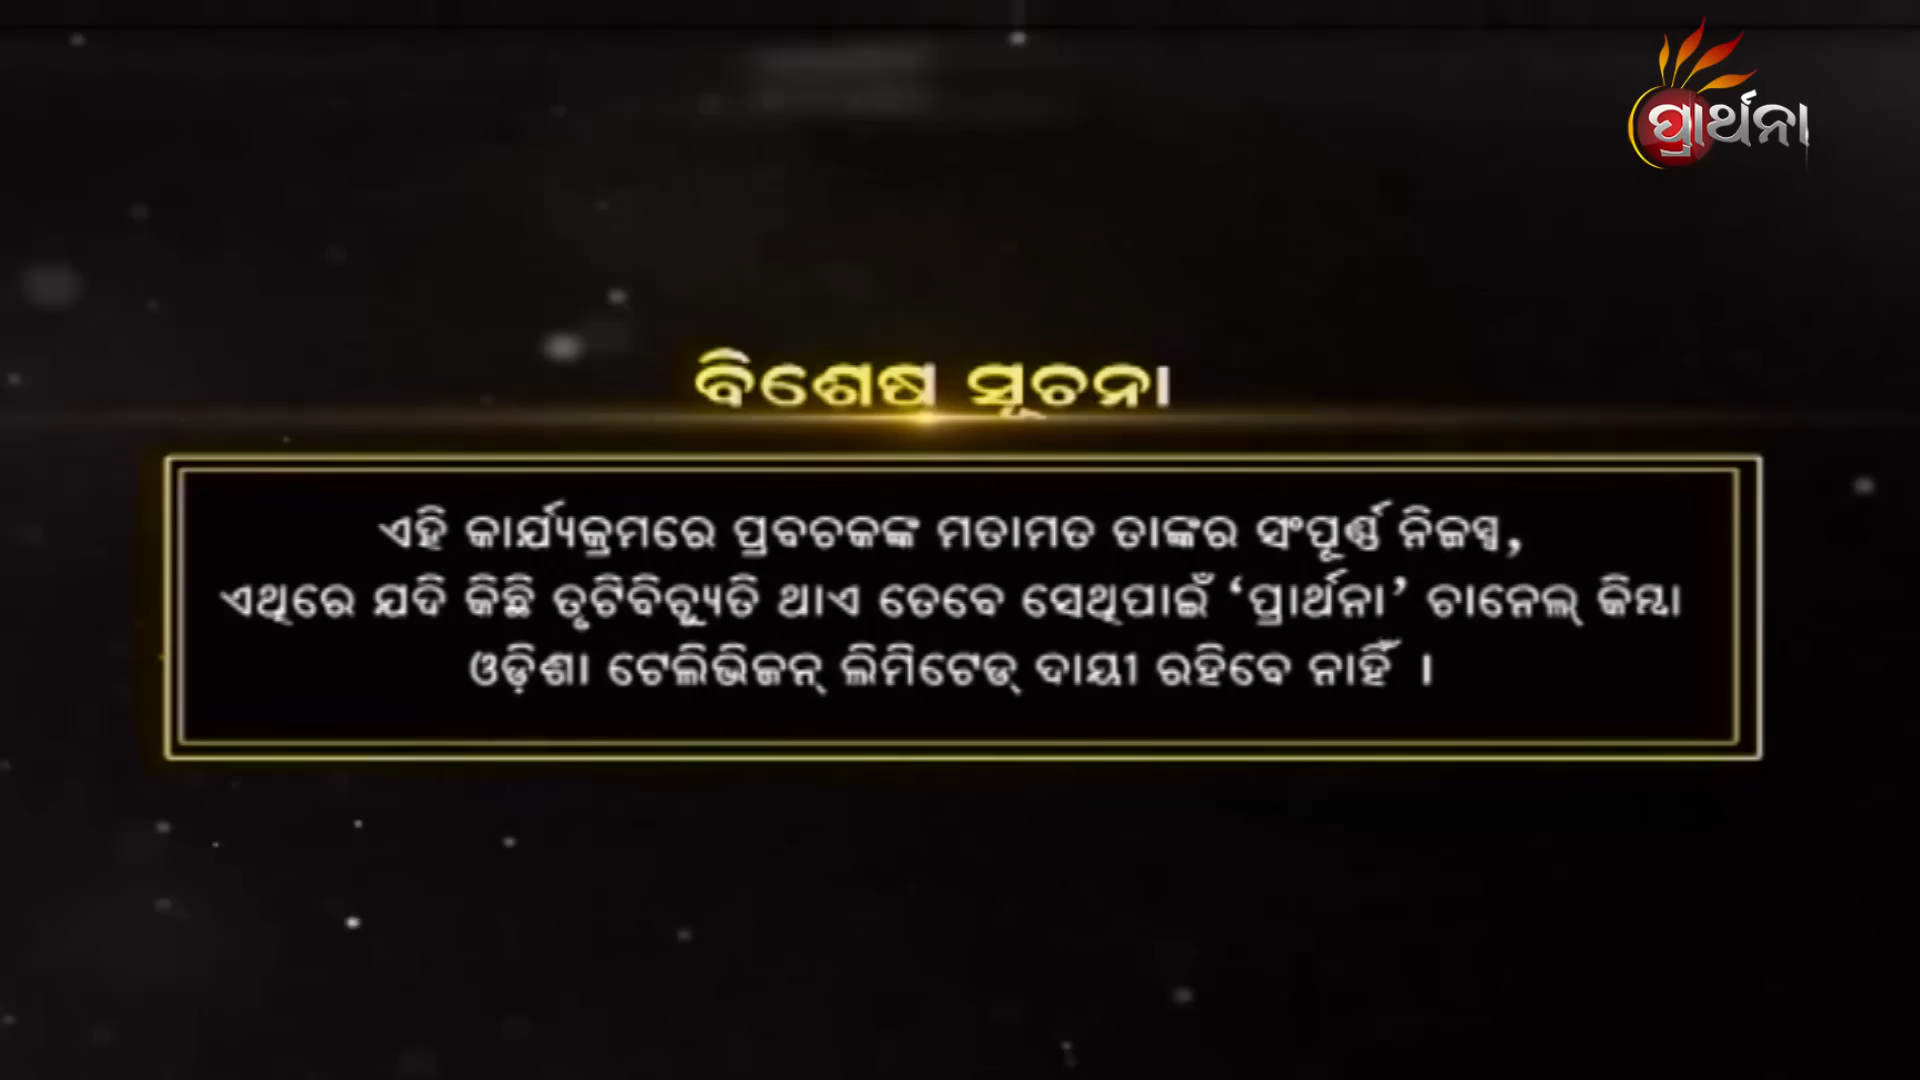 ପ୍ରାର୍ଥନା
ବିଶେଷ ସୂଚନା
ଏହି କାର୍ଯ୍ୟକ୍ରମରେ ପ୍ରବଚକଙ୍କ ମତାମତ ତାଙ୍କର ସଂପୂର୍ଣ୍ଣ ନିଜସ୍ୱ,
ଏଥିରେ ଯଦି କିଛି ତୃଟିବିଚ୍ୟୁତି ଥାଏ ତେବେ ସେଥିପାଇଁ ‘ପ୍ରାର୍ଥନା’ ଚାନେଲ୍ କିମ୍ବା
ଓଡ଼ିଶା ଟେଲିଭିଜନ୍ ଲିମିଟେଡ୍ ଦାୟୀ ରହିବେ ନାହିଁ ।